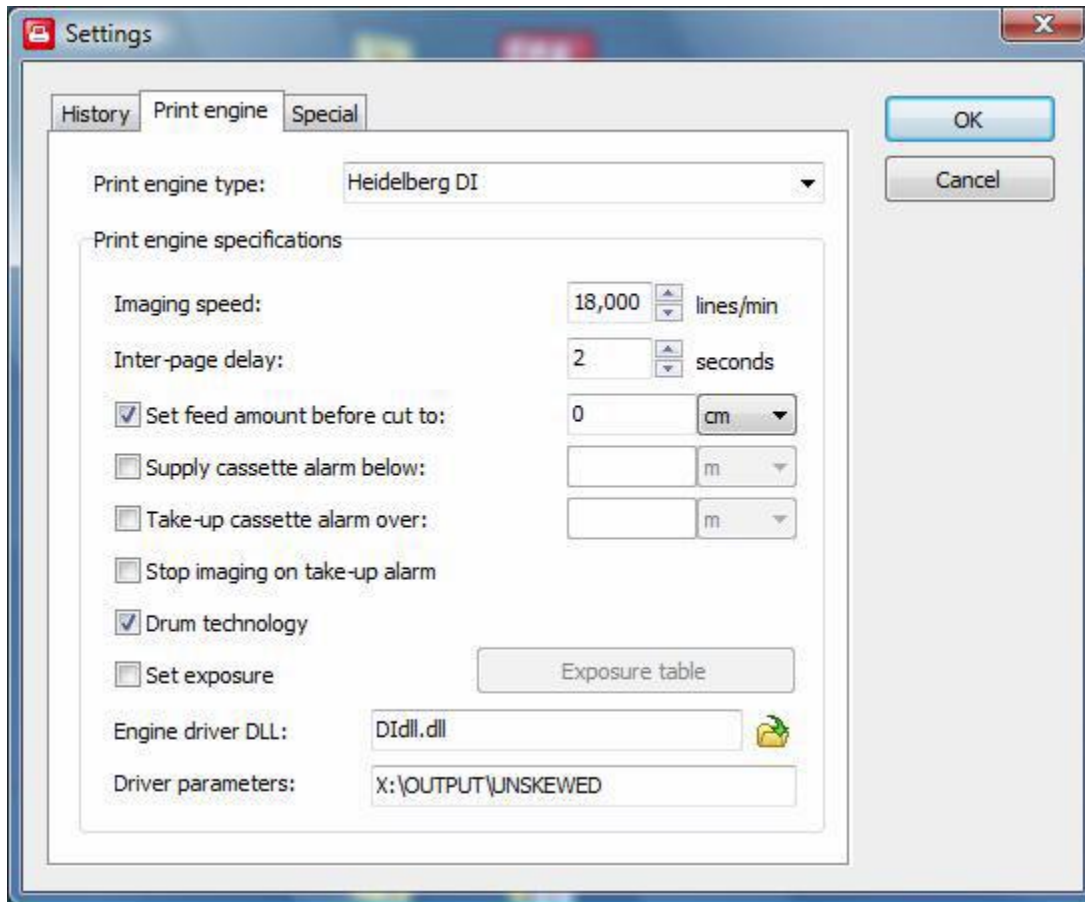 Settings
History Print engine Special
OK
Cancel
Print engine type: Heidelberg DI
Print engine specifications
Imaging speed: 18,000 lines/min
Inter-page delay: 2 seconds
Set feed amount before cut to: 0 cm
Supply cassette alarm below: m
Take-up cassette alarm over: m
Stop imaging on take-up alarm
Drum technology
Set exposure Exposure table
Engine driver DLL: DIdll.dll
Driver parameters: X:\OUTPUT\UNSKEWED